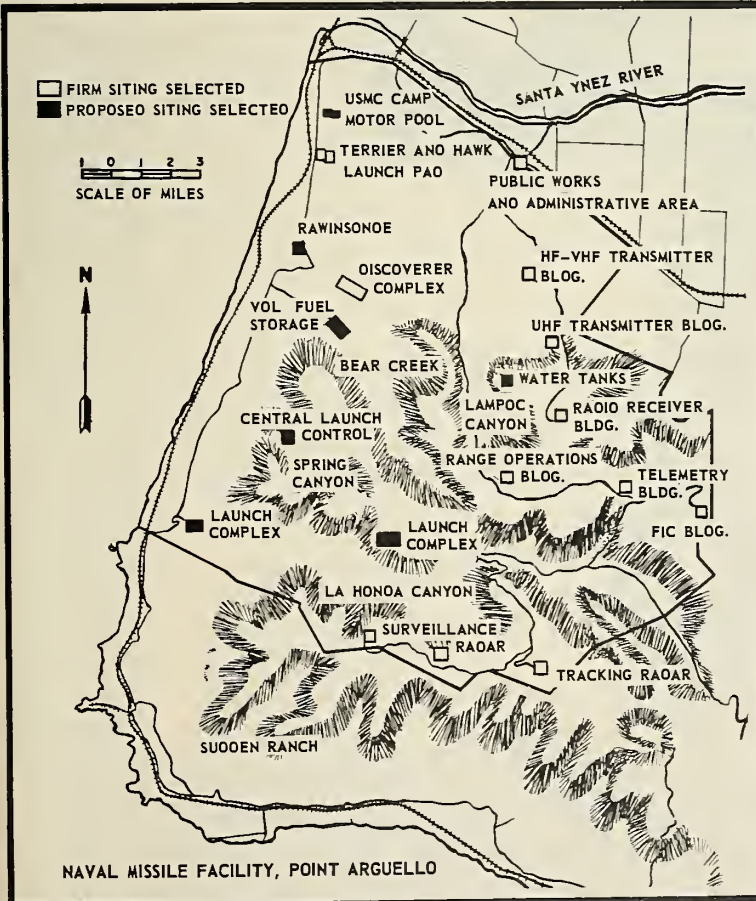 FIRM SITING SELECTED
PROPOSEO SITING SELECTED
1 0 1 2 3
SCALE OF MILES
N
SANTA YNEZ RIVER
USMC CAMP
MOTOR POOL
TERRIER ANO HAWK
LAUNCH PAO
PUBLIC WORKS
ANO ADMINISTRATIVE AREA
RAWINSONOE
OISCOVERER
COMPLEX
HF-VHF TRANSMITTER
BLOG.
VOL FUEL
STORAGE
UHF TRANSMITTER BLOG.
BEAR CREEK
WATER TANKS
LAMPOC
CANYON
RAOIO RECEIVER
BLDG.
CENTRAL LAUNCH
CONTROL
SPRING
CANYON
RANGE OPERATIONS
BLOG.
TELEMETRY
BLDG.
LAUNCH
COMPLEX
LAUNCH
COMPLEX
FIC BLOG.
LA HONOA CANYON
SURVEILLANCE
RAOAR
TRACKING RAOAR
SUOOEN RANCH
NAVAL MISSILE FACILITY, POINT ARGUELLO